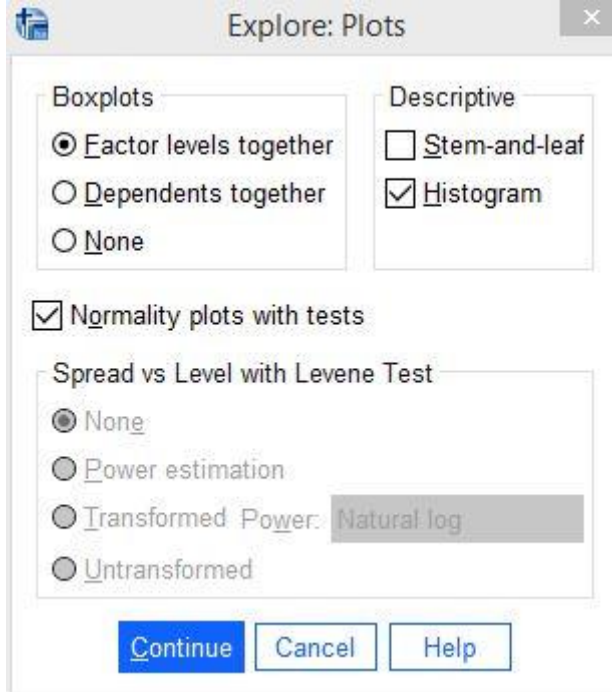 Explore: Plots
Boxplots
Factor levels together
Dependents together
None
Descriptive
Stem-and-leaf
Histogram
Normality plots with tests
Spread vs Level with Levene Test
None
Power estimation
Transformed Power: Natural log
Untransformed
Continue Cancel Help